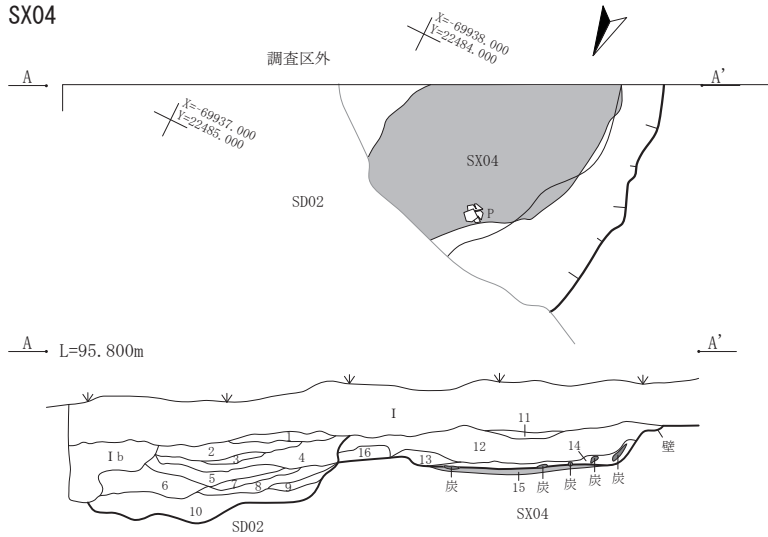 SX04
X=-69938.000
Y=22484.000
調査区外
A
A'
X=-69937.000
Y=22485.000
SX04
SD02
P
A
L=95.800m
A'
I
11
1
Ⅰb
2
3
4
16
12
14
壁
5
13
6
7
8
9
15
炭
炭
炭
炭
炭
10
SD02
SX04